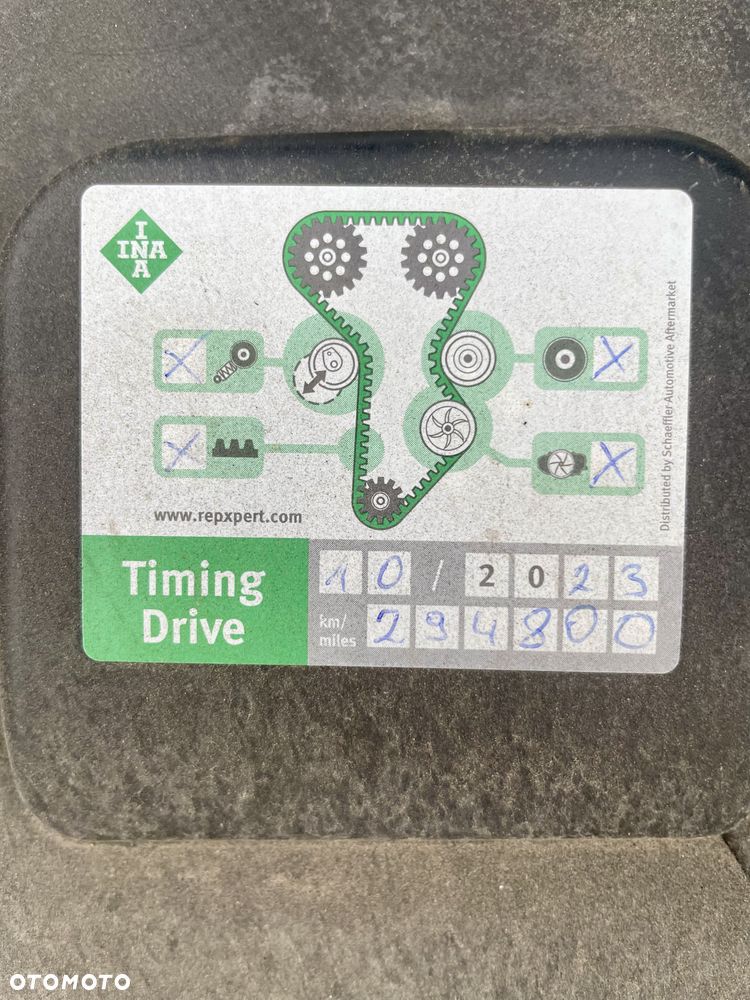 I
INA
A
www.repxpert.com
Distributed by Schaeffler Automotive Aftermarket
Timing
Drive
10 / 2023
km/
miles
294800
OTOMOTO